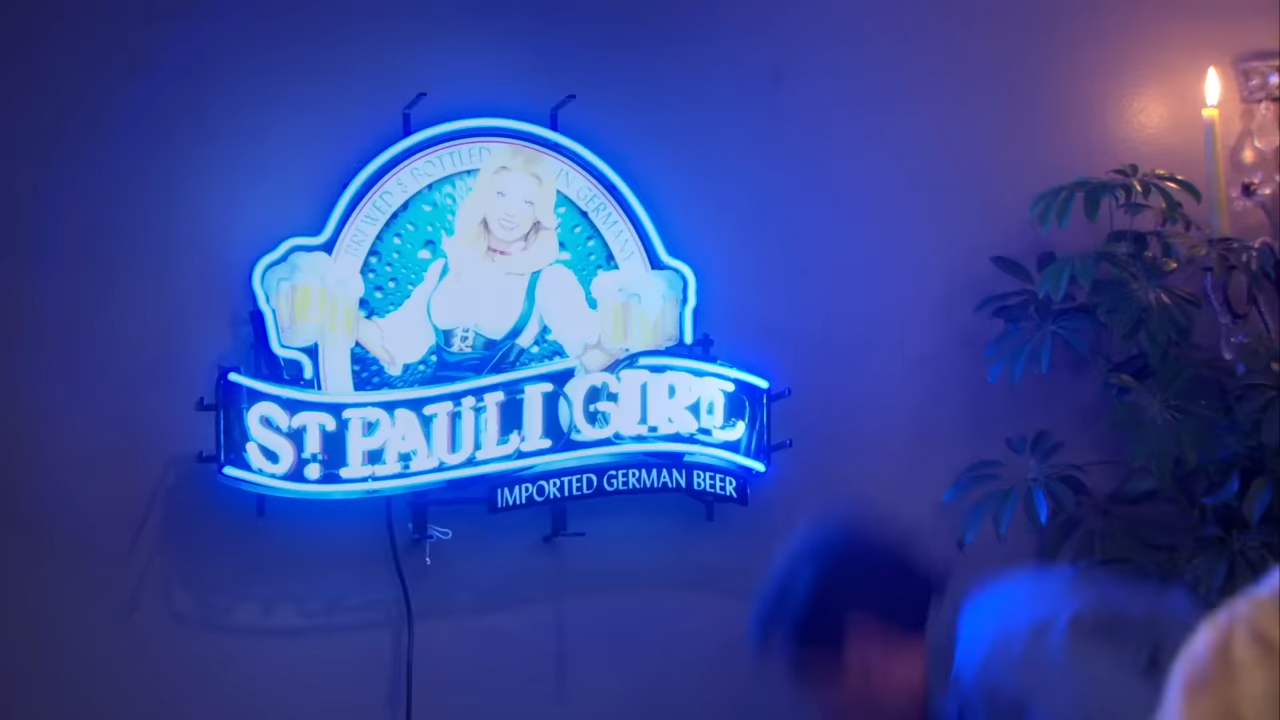 BREWED & BOTTLED IN GERMANY
ST. PAULI GIRL
IMPORTED GERMAN BEER